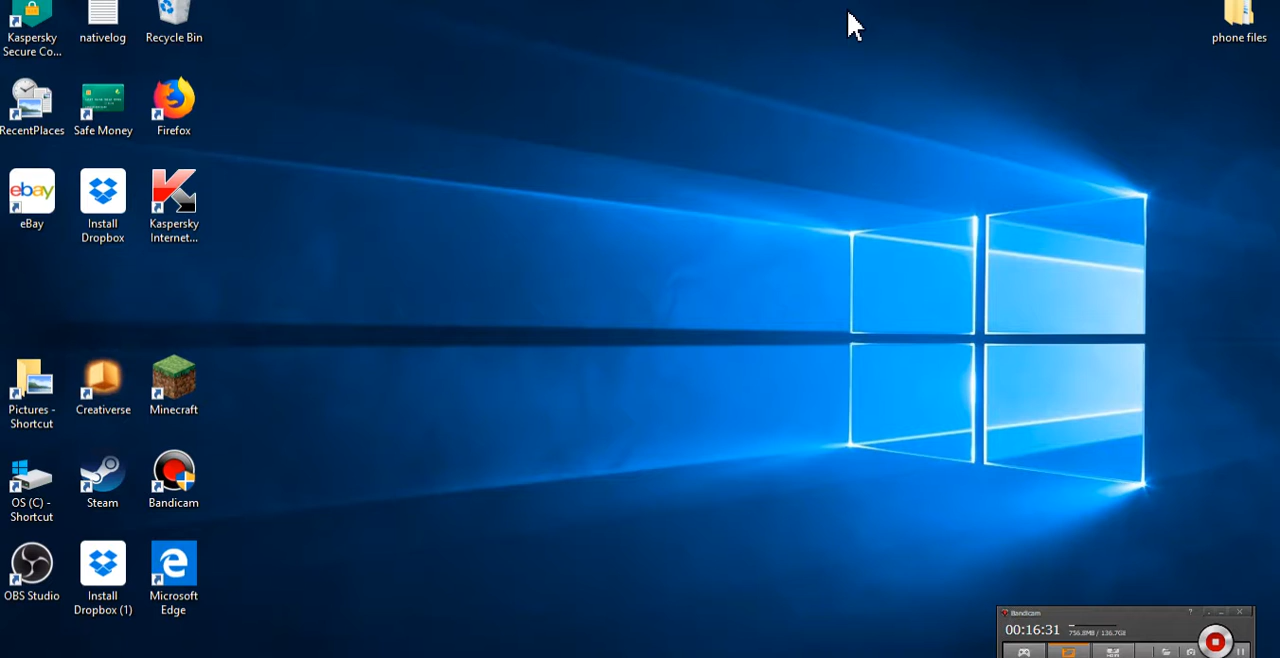 Kaspersky
Secure Co...
nativelog
Recycle Bin
phone files
RecentPlaces
Safe Money
Firefox
ebay
eBay
Install
Dropbox
Kaspersky
Internet...
Pictures -
Shortcut
Creativerse
Minecraft
OS (C) -
Shortcut
Steam
Bandicam
OBS Studio
Install
Dropbox (1)
Microsoft
Edge
Bandicam
00:16:31
756.8MB / 136.7GB